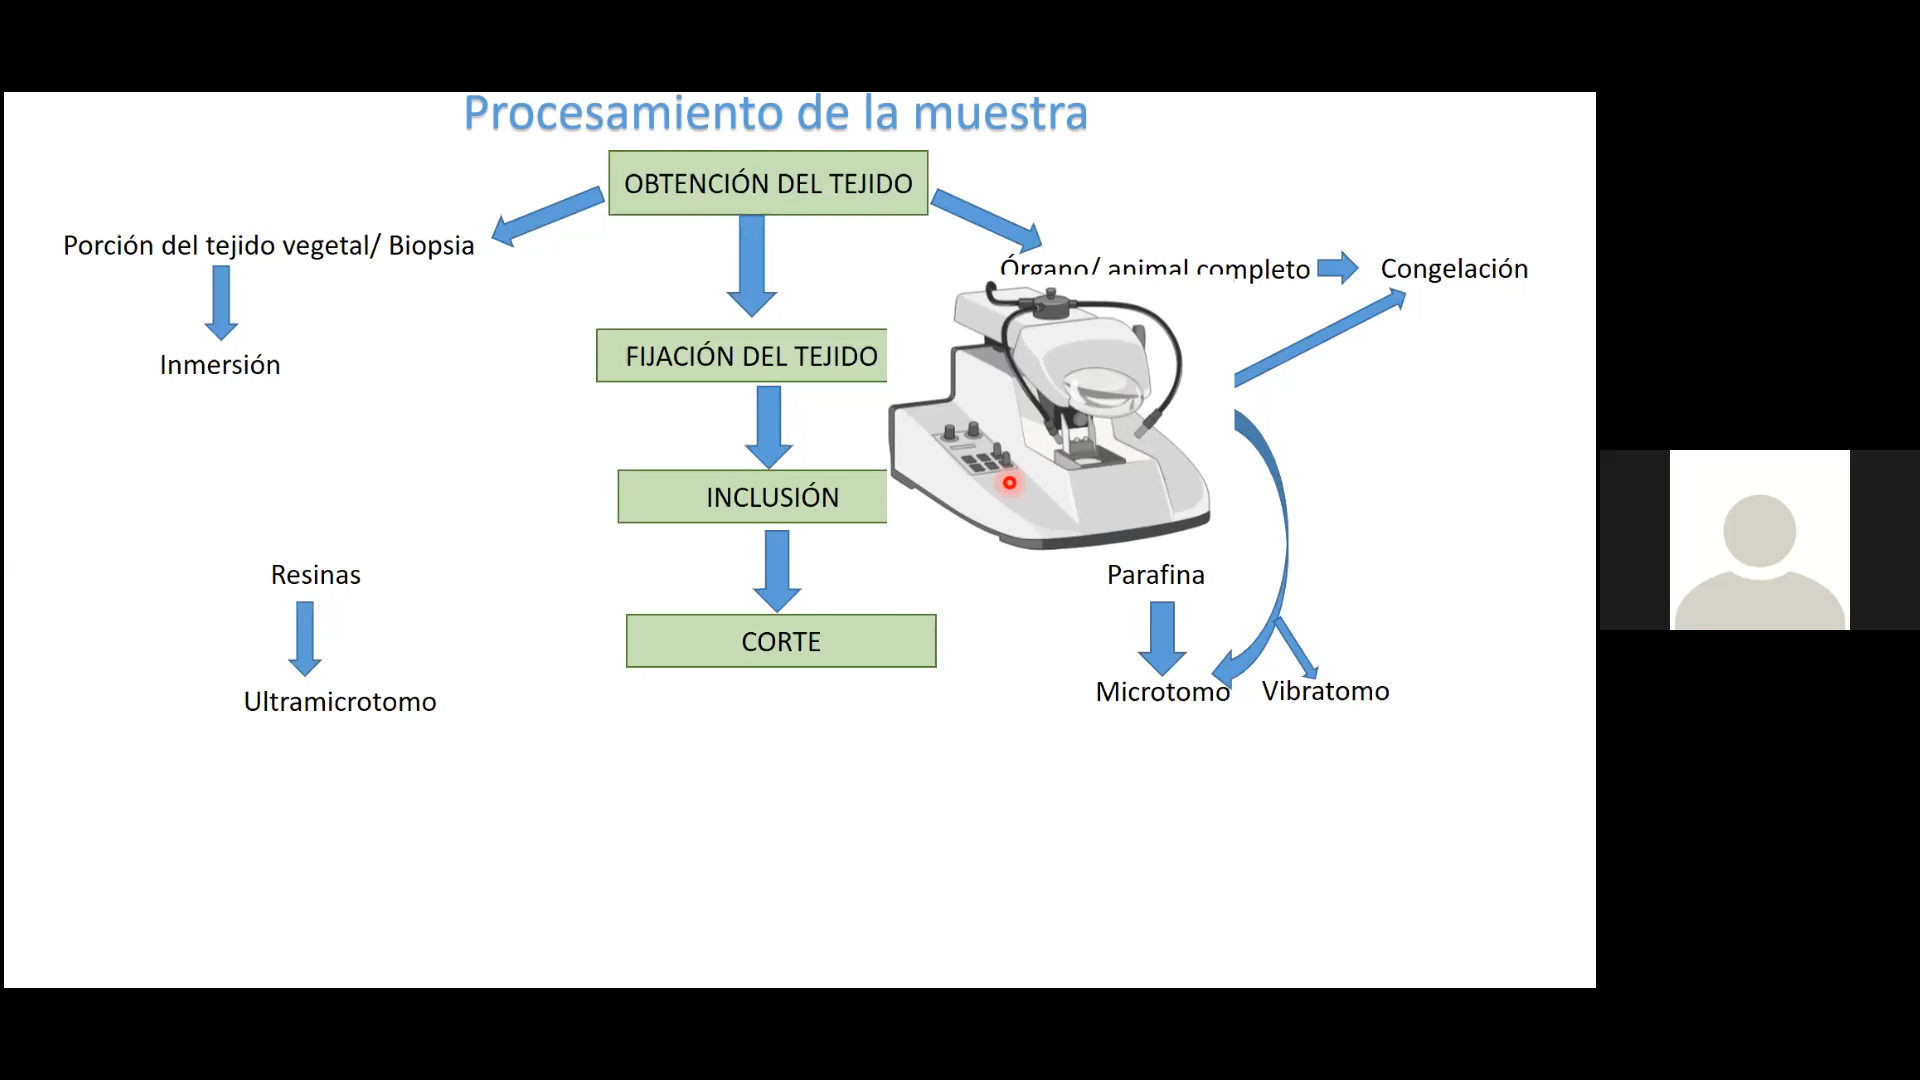 Procesamiento de la muestra
OBTENCIÓN DEL TEJIDO
Porción del tejido vegetal/ Biopsia
Órgano/ animal completo
Congelación
FIJACIÓN DEL TEJIDO
Inmersión
INCLUSIÓN
Resinas
Parafina
CORTE
Ultramicrotomo
Microtomo
Vibratomo